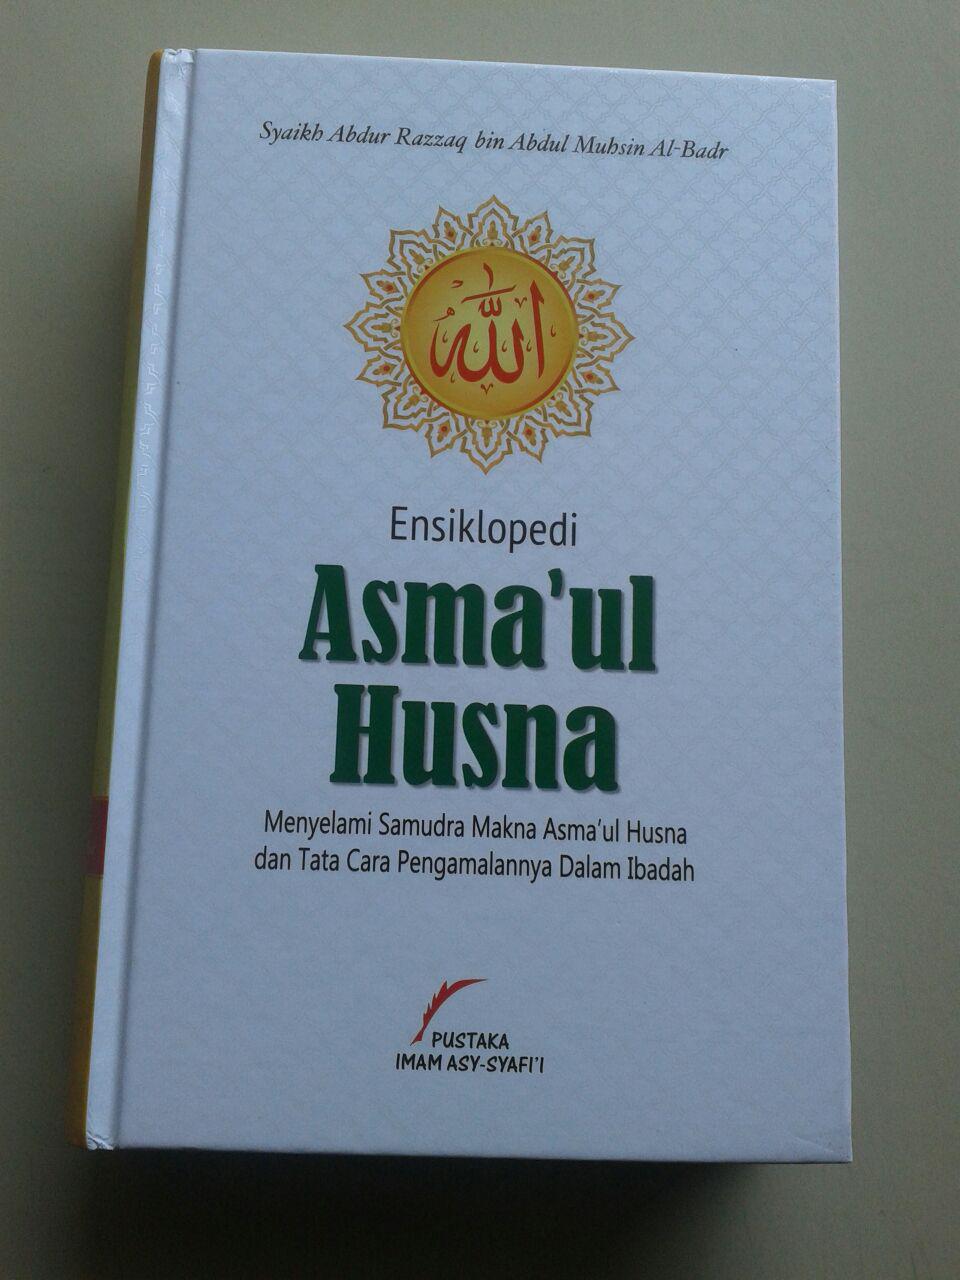 Syaikh Abdur Razzaq bin Abdul Muhsin Al-Badr
الله
Ensiklopedi
Asma'ul
Husna
Menyelami Samudra Makna Asma'ul Husna
dan Tata Cara Pengamalannya Dalam Ibadah
PUSTAKA
IMAM ASY-SYAFI'I